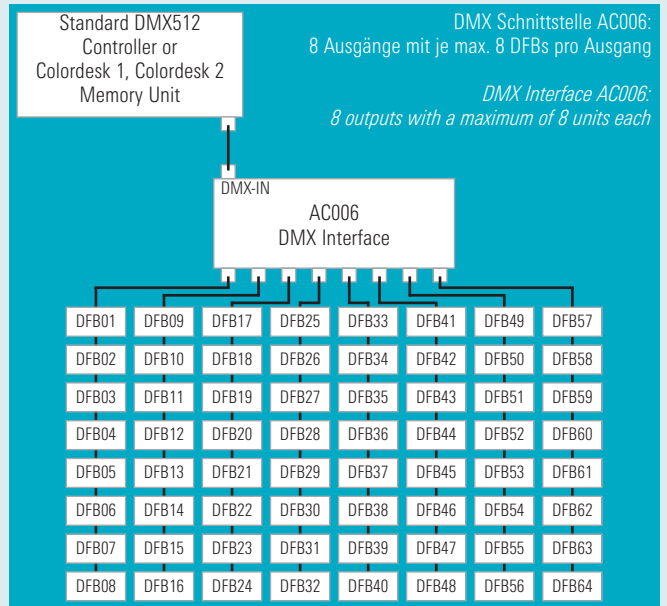 Standard DMX512
Controller or
Colordesk 1, Colordesk 2
Memory Unit
DMX Schnittstelle AC006:
8 Ausgänge mit je max. 8 DFBs pro Ausgang
DMX Interface AC006:
8 outputs with a maximum of 8 units each
DMX-IN
AC006
DMX Interface
DFB01 DFB09 DFB17 DFB25 DFB33 DFB41 DFB49 DFB57
DFB02 DFB10 DFB18 DFB26 DFB34 DFB42 DFB50 DFB58
DFB03 DFB11 DFB19 DFB27 DFB35 DFB43 DFB51 DFB59
DFB04 DFB12 DFB20 DFB28 DFB36 DFB44 DFB52 DFB60
DFB05 DFB13 DFB21 DFB29 DFB37 DFB45 DFB53 DFB61
DFB06 DFB14 DFB22 DFB30 DFB38 DFB46 DFB54 DFB62
DFB07 DFB15 DFB23 DFB31 DFB39 DFB47 DFB55 DFB63
DFB08 DFB16 DFB24 DFB32 DFB40 DFB48 DFB56 DFB64